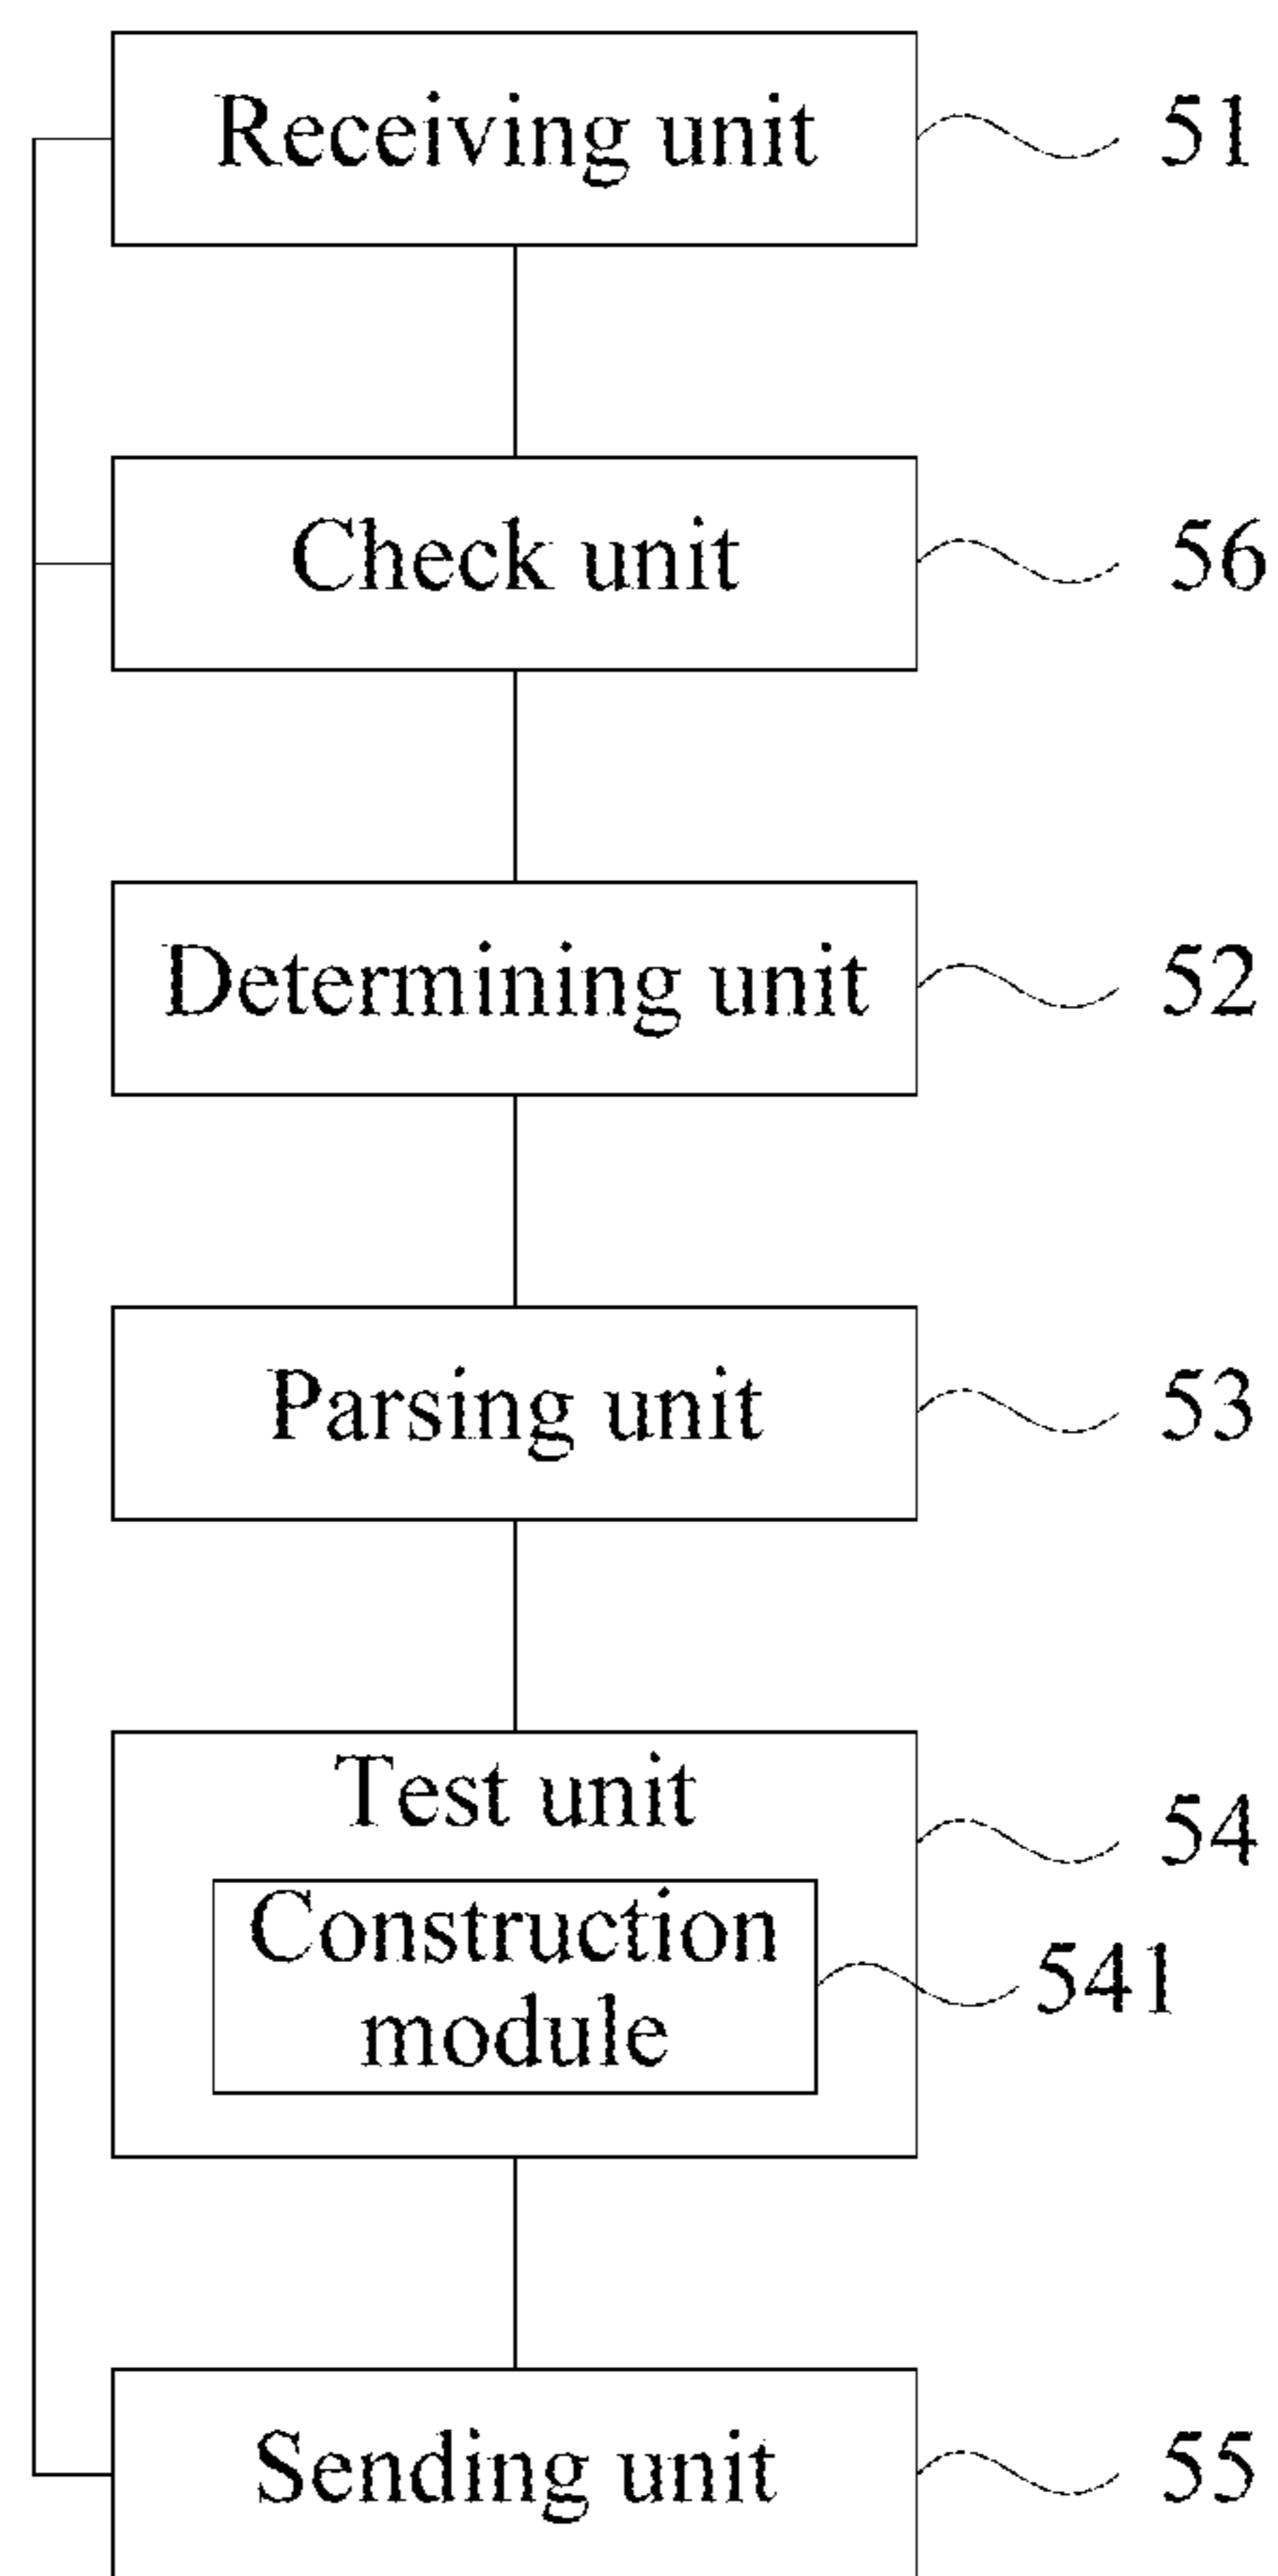 Receiving unit 51
Check unit 56
Determining unit 52
Parsing unit 53
Test unit 54
Construction
module
541
Sending unit 55